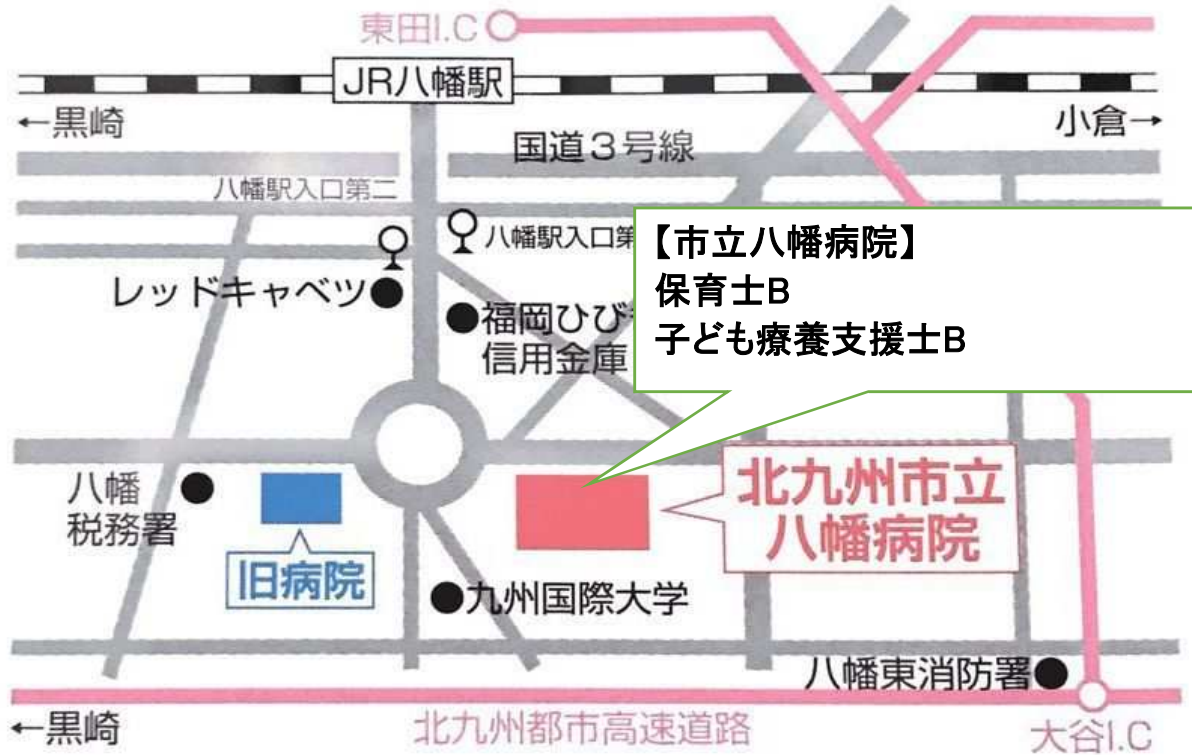 東田I.C
JR八幡駅
←黒崎
小倉→
国道3号線
八幡駅入口第二
八幡駅入口第
【市立八幡病院】
保育士B
子ども療養支援士B
レッドキャベツ
福岡ひび
信用金庫
八幡
税務署
旧病院
北九州市立
八幡病院
九州国際大学
八幡東消防署
←黒崎
北九州都市高速道路
大谷I.C